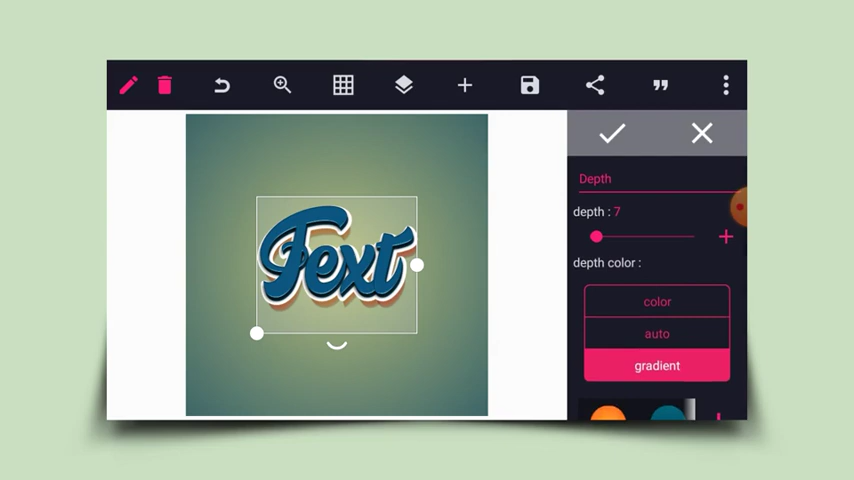 Text
Depth
depth : 7
depth color :
color
auto
gradient